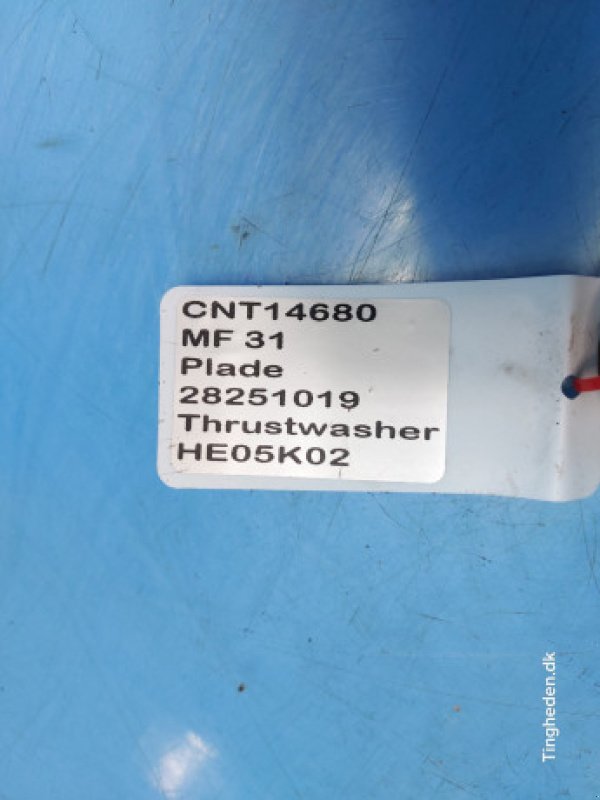 CNT14680
MF 31
Plade
28251019
Thrustwasher
HE05K02
Tingheden.dk